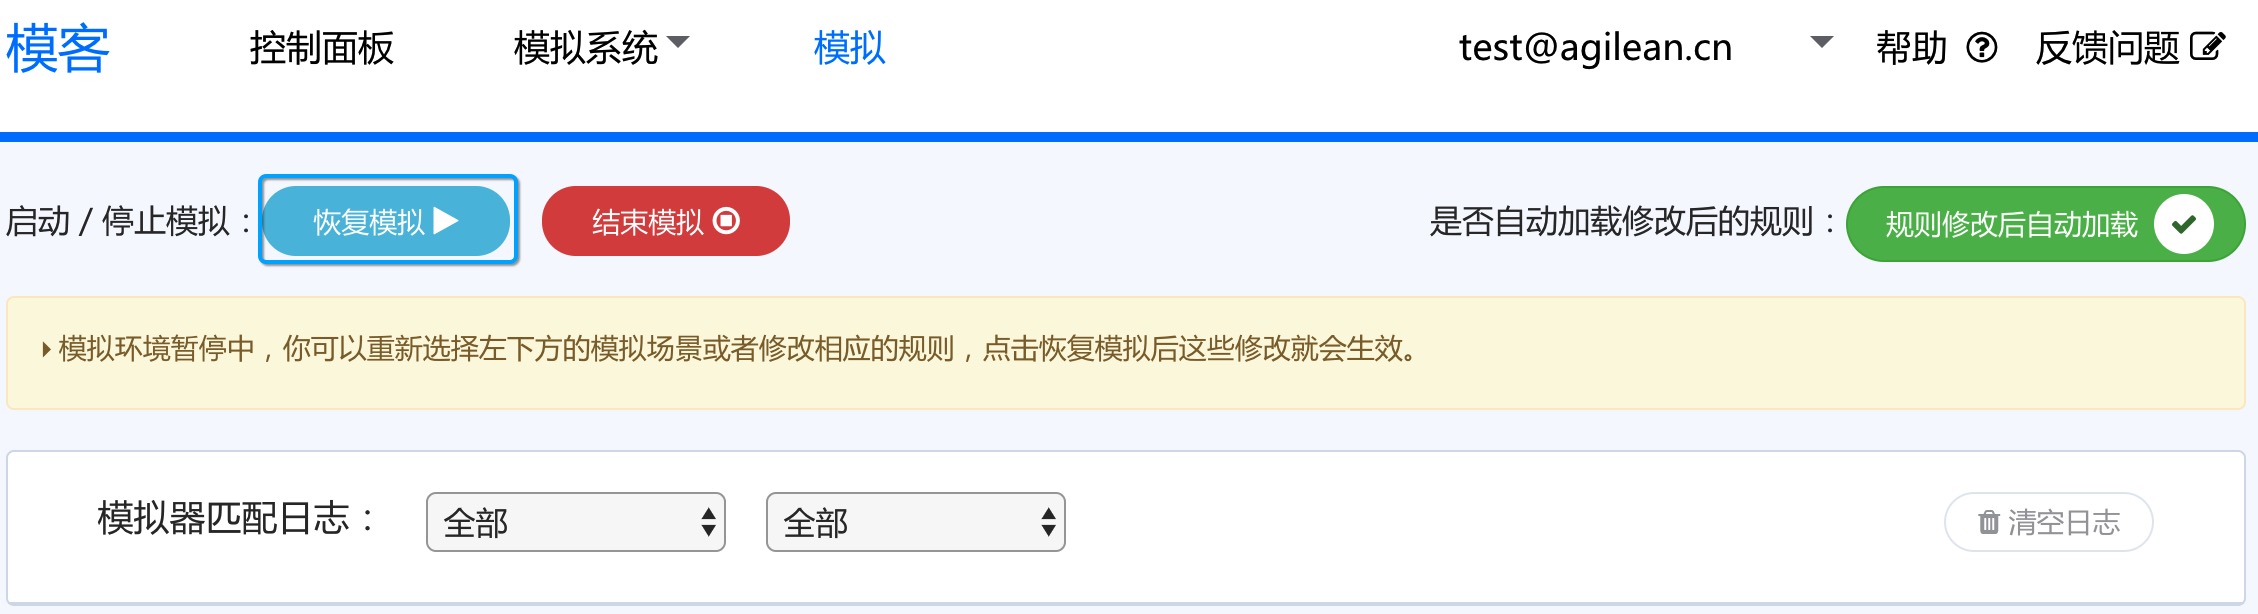 模客 控制面板 模拟系统 模拟 test@agilean.cn 帮助 反馈问题
启动 / 停止模拟： 恢复模拟 结束模拟 是否自动加载修改后的规则： 规则修改后自动加载
模拟环境暂停中，你可以重新选择左下方的模拟场景或者修改相应的规则，点击恢复模拟后这些修改就会生效。
模拟器匹配日志： 全部 全部 清空日志